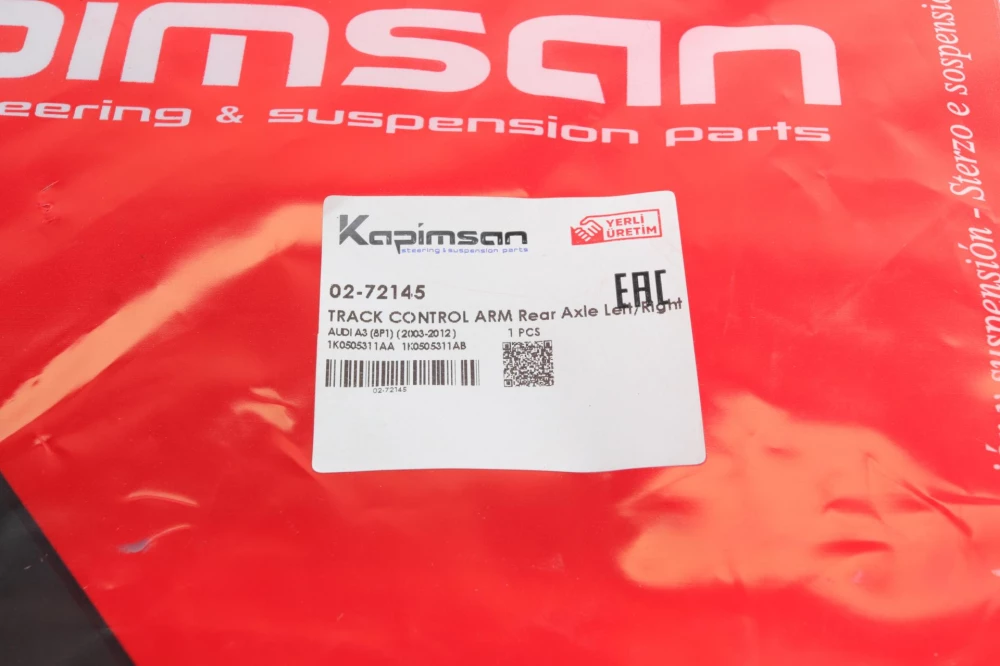 pimsan
eering & suspension parts
suspensión - Sterzo e sospensio
Kapimsan
steering & suspension parts
YERLİ
ÜRETİM
EAC
02-72145
TRACK CONTROL ARM Rear Axle Left/Right
AUDI A3 (8P1) (2003-2012) 1 PCS
1K0505311AA 1K0505311AB
02-72145